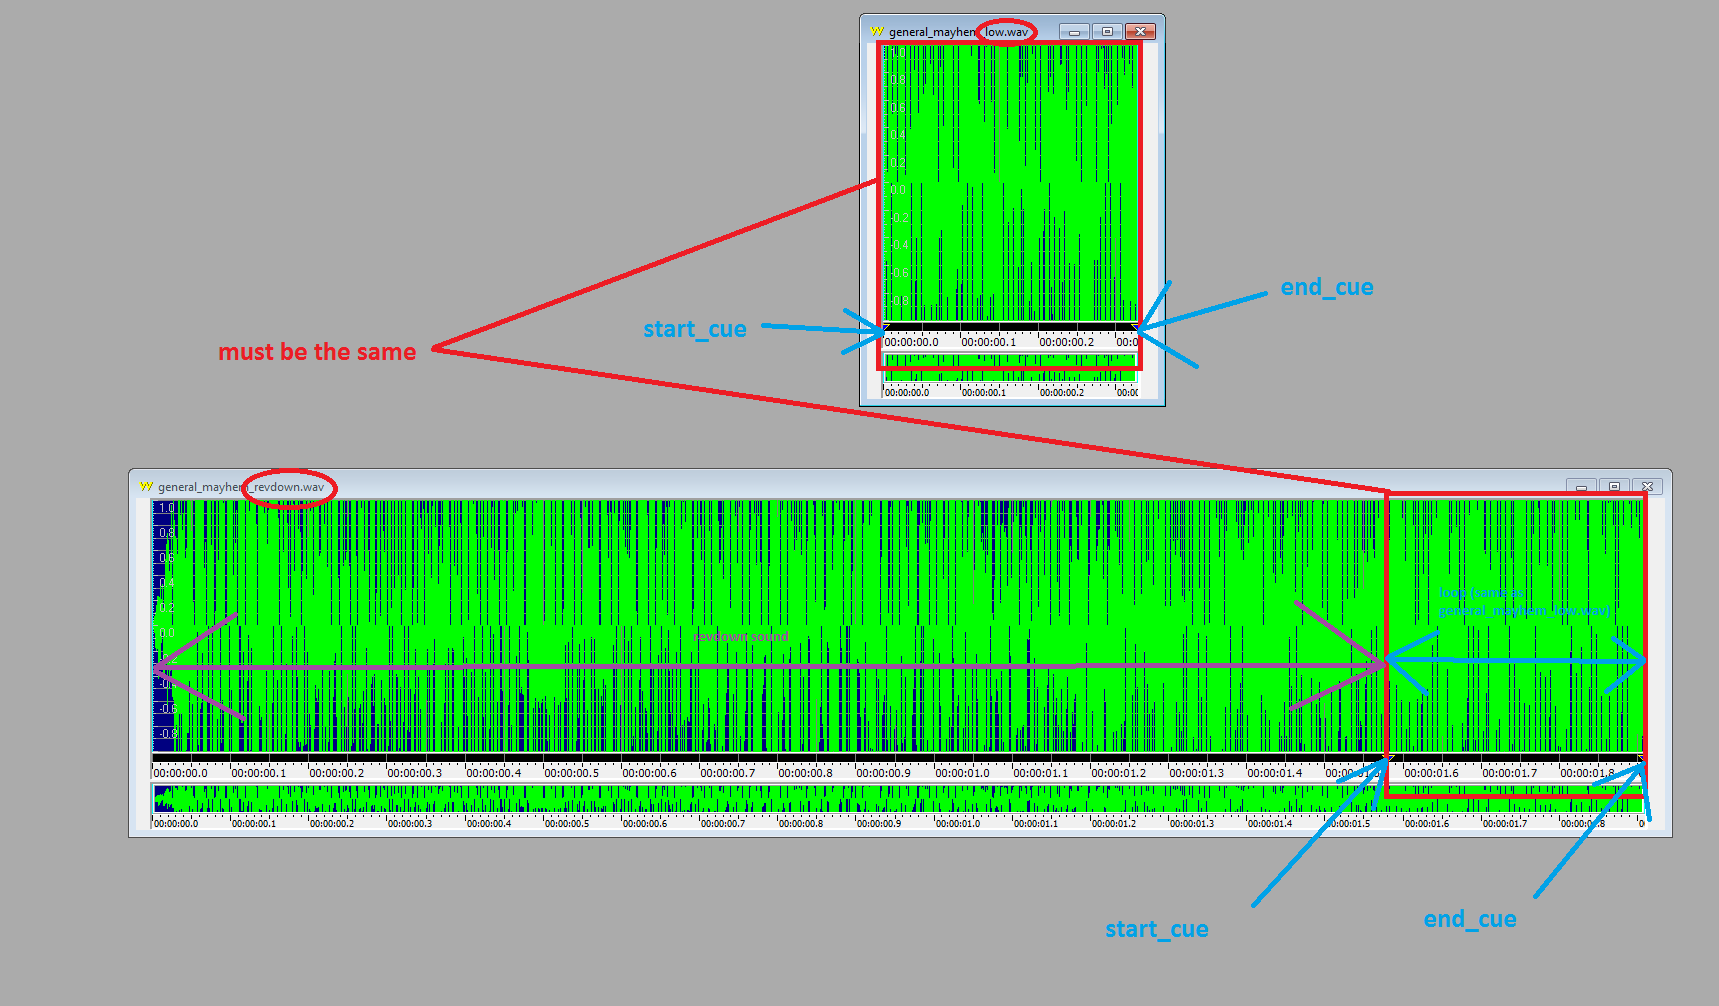 general_mayhem_low.wav
1.0
0.8
0.6
0.4
0.2
0.0
-0.2
-0.4
-0.6
-0.8
00:00:00.0 00:00:00.1 00:00:00.2 00:0
00:00:00.0 00:00:00.1 00:00:00.2 00:00
start_cue
end_cue
must be the same
general_mayhem_revdown.wav
1.0
0.8
0.6
0.4
0.2
0.0
-0.6
-0.8
revdown sound
loop (same as
general_mayhem_low.wav)
00:00:00.0 00:00:00.1 00:00:00.2 00:00:00.3 00:00:00.4 00:00:00.5 00:00:00.6 00:00:00.7 00:00:00.8 00:00:00.9 00:00:01.0 00:00:01.1 00:00:01.2 00:00:01.3 00:00:01.4 00:00:01.5 00:00:01.6 00:00:01.7 00:00:01.8
00:00:00.0 00:00:00.1 00:00:00.2 00:00:00.3 00:00:00.4 00:00:00.5 00:00:00.6 00:00:00.7 00:00:00.8 00:00:00.9 00:00:01.0 00:00:01.1 00:00:01.2 00:00:01.3 00:00:01.4 00:00:01.5 00:00:01.6 00:00:01.7 00:00:01.8
start_cue
end_cue